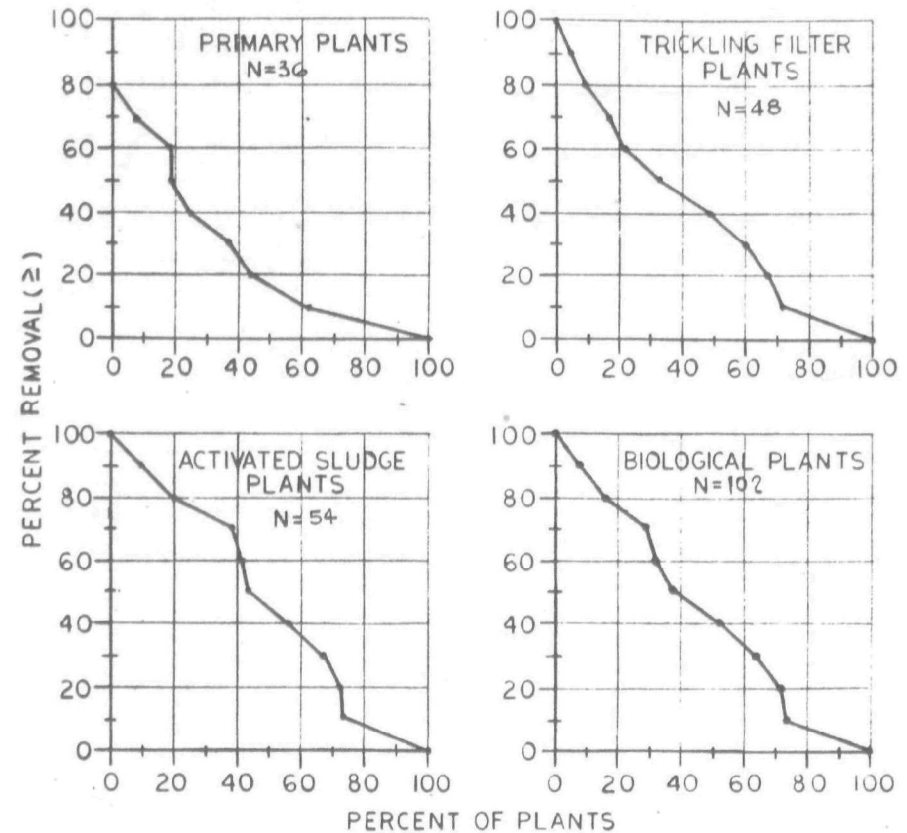 PERCENT REMOVAL (≥)
PRIMARY PLANTS
N=36
100
80
60
40
20
0
0 20 40 60 80 100
TRICKLING FILTER
PLANTS
N=48
100
80
60
40
20
0
0 20 40 60 80 100
ACTIVATED SLUDGE
PLANTS
N=54
100
80
60
40
20
0
0 20 40 60 80 100
BIOLOGICAL PLANTS
N=102
100
80
60
40
20
0
0 20 40 60 80 100
PERCENT OF PLANTS